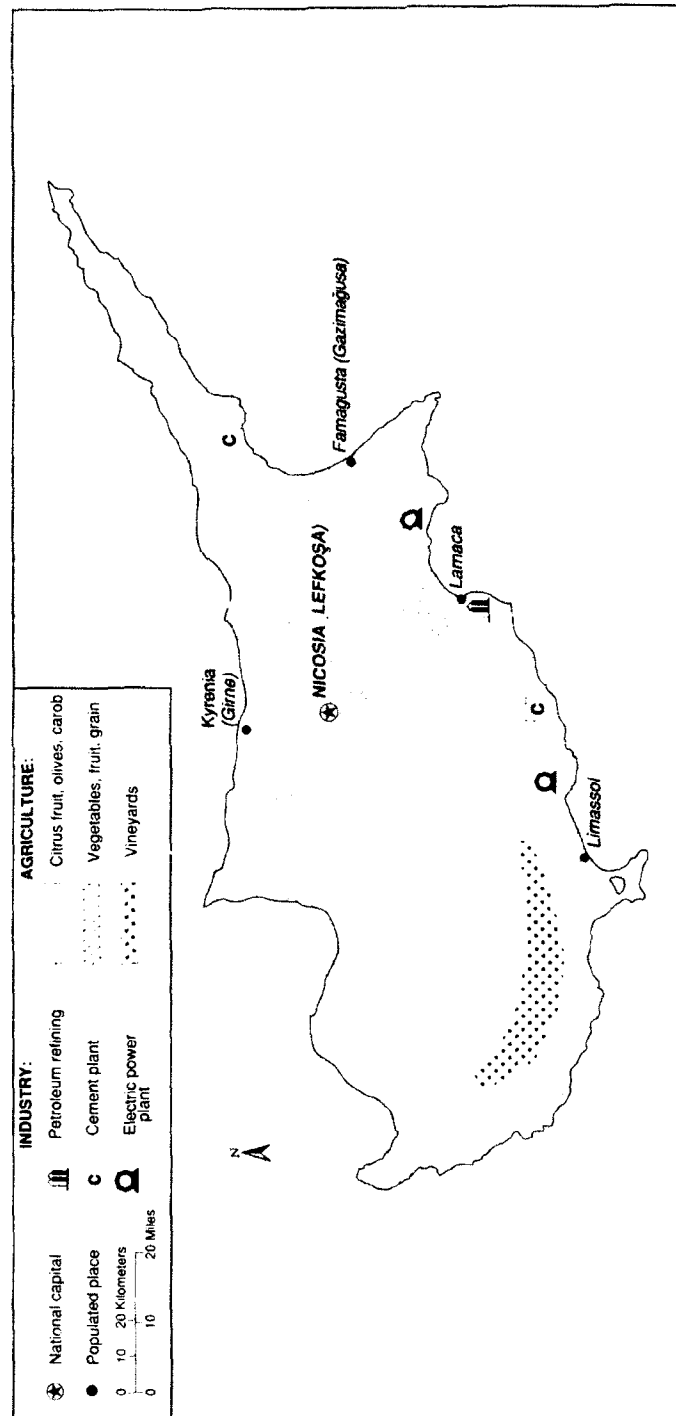 INDUSTRY:
AGRICULTURE:
National capital
Petroleum refining
Citrus fruit, olives, carob
Populated place
C Cement plant
Vegetables, fruit, grain
0 10 20 Kilometers
0 10 20 Miles
Electric power
plant
Vineyards
N
Kyrenia
(Girne)
C
NICOSIA LEFKOŞA)
Famagusta (Gazimağusa)
Larnaca
C
Limassol